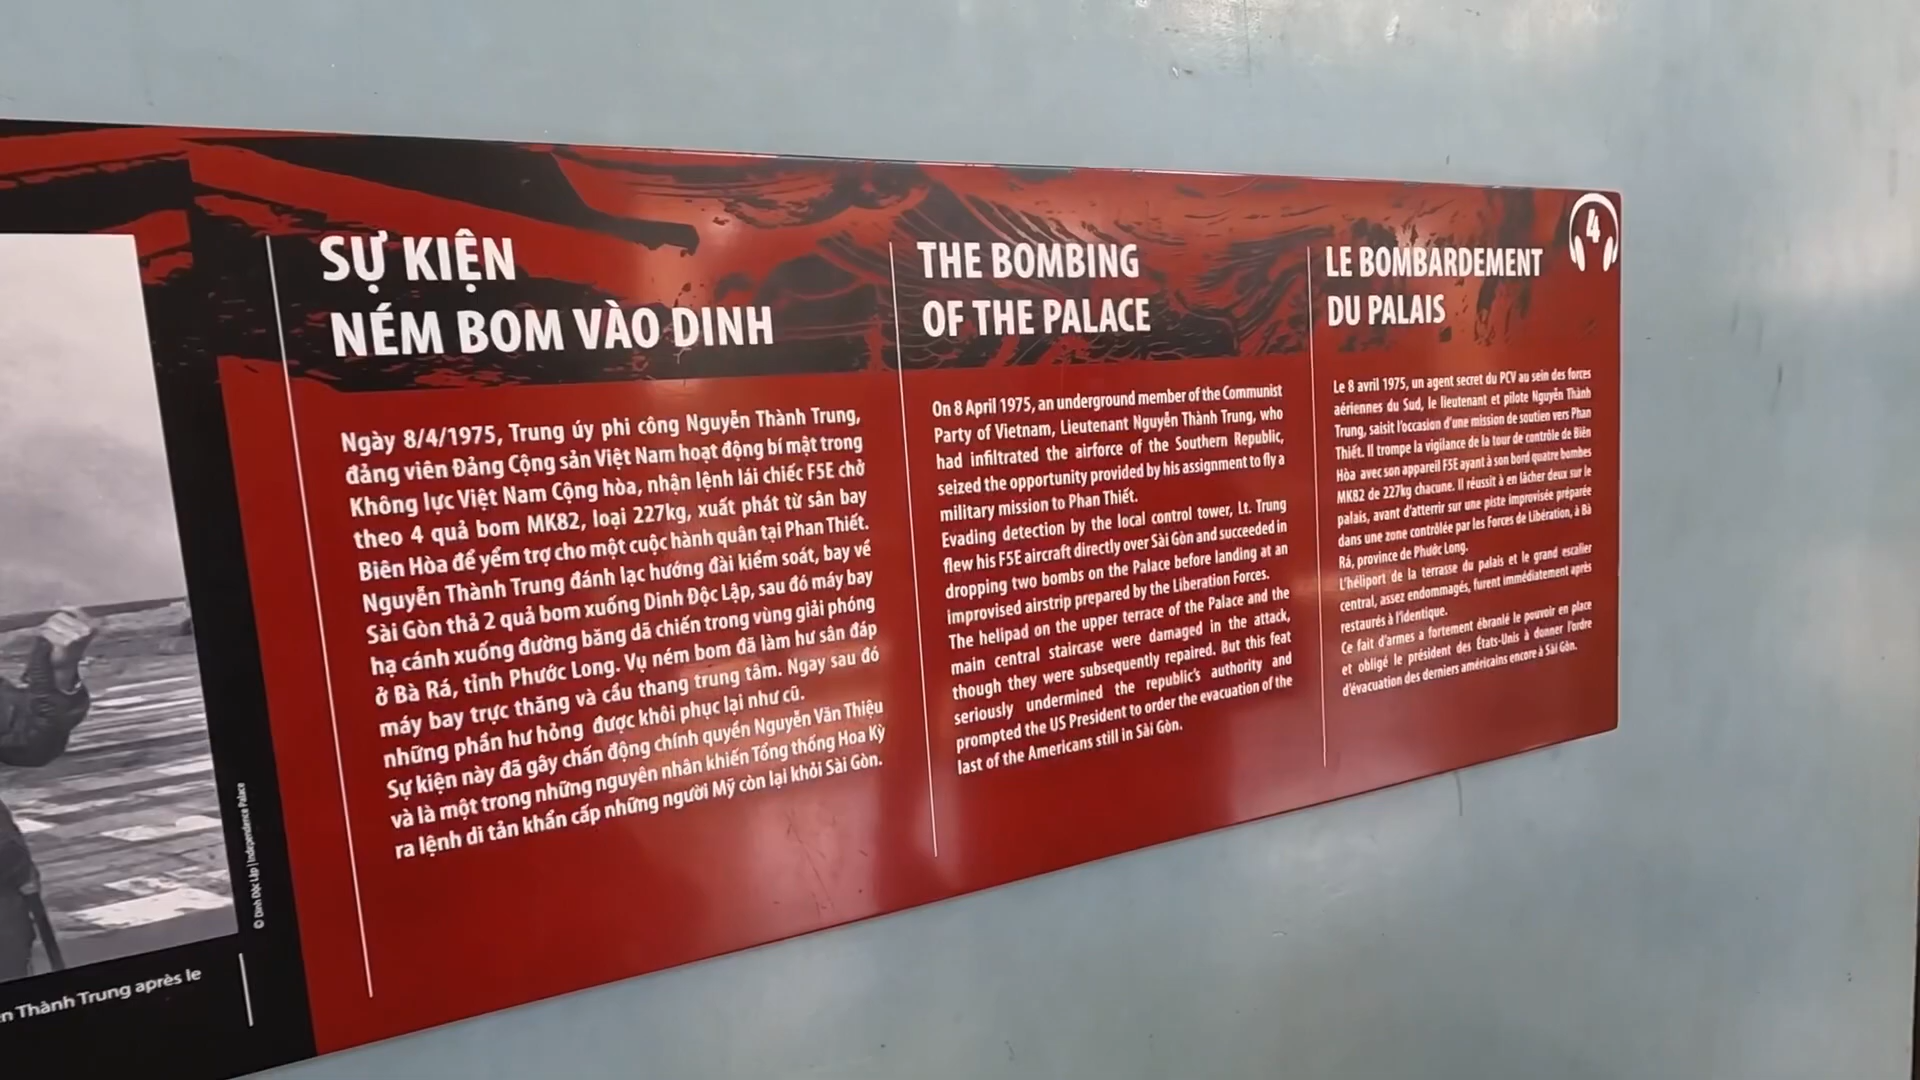 SỰ KIỆN
NÉM BOM VÀO DINH
Ngày 8/4/1975, Trung úy phi công Nguyễn Thành Trung,
đảng viên Đảng Cộng sản Việt Nam hoạt động bí mật trong
Không lực Việt Nam Cộng hòa, nhận lệnh lái chiếc F5E chở
theo 4 quả bom MK82, loại 227kg, xuất phát từ sân bay
Biên Hòa để yểm trợ cho một cuộc hành quân tại Phan Thiết.
Nguyễn Thành Trung đánh lạc hướng đài kiểm soát, bay về
Sài Gòn thả 2 quả bom xuống Dinh Độc Lập, sau đó máy bay
hạ cánh xuống đường băng dã chiến trong vùng giải phóng
ở Bà Rá, tỉnh Phước Long. Vụ ném bom đã làm hư sân đáp
máy bay trực thăng và cầu thang trung tâm. Ngay sau đó
những phần hư hỏng được khôi phục lại như cũ.
Sự kiện này đã gây chấn động chính quyền Nguyễn Văn Thiệu
và là một trong những nguyên nhân khiến Tổng thống Hoa Kỳ
ra lệnh di tản khẩn cấp những người Mỹ còn lại khỏi Sài Gòn.
THE BOMBING
OF THE PALACE
On 8 April 1975, an underground member of the Communist
Party of Vietnam, Lieutenant Nguyễn Thành Trung, who
had infiltrated the airforce of the Southern Republic,
seized the opportunity provided by his assignment to fly a
military mission to Phan Thiết.
Evading detection by the local control tower, Lt. Trung
flew his F5E aircraft directly over Sài Gòn and succeeded in
dropping two bombs on the Palace before landing at an
improvised airstrip prepared by the Liberation Forces.
The helipad on the upper terrace of the Palace and the
main central staircase were damaged in the attack,
though they were subsequently repaired. But this feat
seriously undermined the republic's authority and
prompted the US President to order the evacuation of the
last of the Americans still in Sài Gòn.
LE BOMBARDEMENT
DU PALAIS
4
Le 8 avril 1975, un agent secret du PCV au sein des forces
aériennes du Sud, le lieutenant et pilote Nguyễn Thành
Trung, saisit l'occasion d'une mission de soutien vers Phan
Thiết. Il trompe la vigilance de la tour de contrôle de Biên
Hòa avec son appareil F5E ayant à son bord quatre bombes
MK82 de 227kg chacune. Il réussit à en lâcher deux sur le
palais, avant d'atterrir sur une piste improvisée préparée
dans une zone contrôlée par les Forces de Libération, à Bà
Rá, province de Phước Long.
L'héliport de la terrasse du palais et le grand escalier
central, assez endommagés, furent immédiatement après
restaurés à l'identique.
Ce fait d'armes a fortement ébranlé le pouvoir en place
et obligé le président des États-Unis à donner l'ordre
d'évacuation des derniers américains encore à Sài Gòn.
© Dinh Độc Lập | Independence Palace
n Thành Trung après le